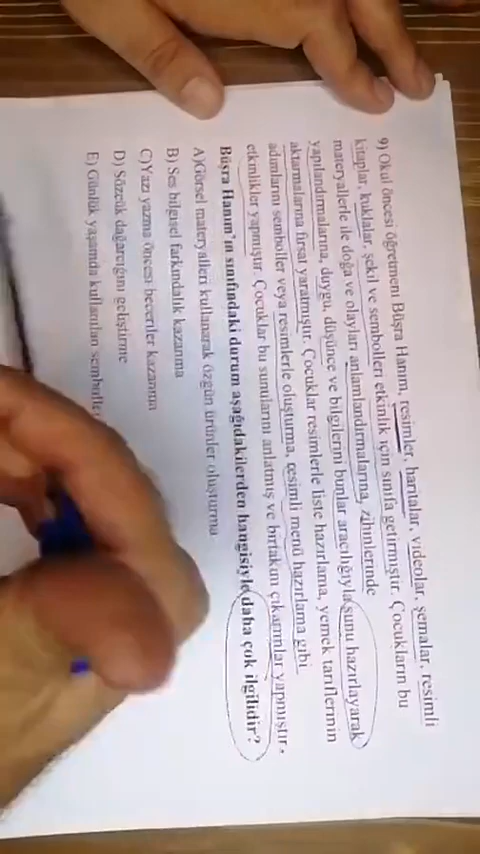 9) Okul öncesi öğretmeni Büşra Hanım, resimler, haritalar, videolar, şemalar, resimli
kitaplar, kuklalar, şekil ve sembolleri etkinlik için sınıfa getirmiştir. Çocukların bu
materyallerle ile doğa ve olayları anlamlandırmalarına, zihinlerinde
yapılandırmalarına, duygu, düşünce ve bilgilerini bunlar aracılığıyla sunu hazırlayarak
aktarmalarına fırsat yaratmıştır. Çocuklar resimlerle liste hazırlama, yemek tariflerinin
adımlarını semboller veya resimlerle oluşturma, resimli menü hazırlama gibi
etkinlikler yapmıştır. Çocuklar bu sunularını anlatmış ve birtakım çıkarımlar yapmıştır.
Büşra Hanım'ın sınıfındaki durum aşağıdakilerden hangisiyle daha çok ilgilidir?
A)Görsel materyalleri kullanarak özgün ürünler oluşturma
B) Ses bilgisel farkındalık kazanma
C)Yazı yazma öncesi beceriler kazanma
D) Sözcük dağarcığını geliştirme
E) Günlük yaşamda kullanılan